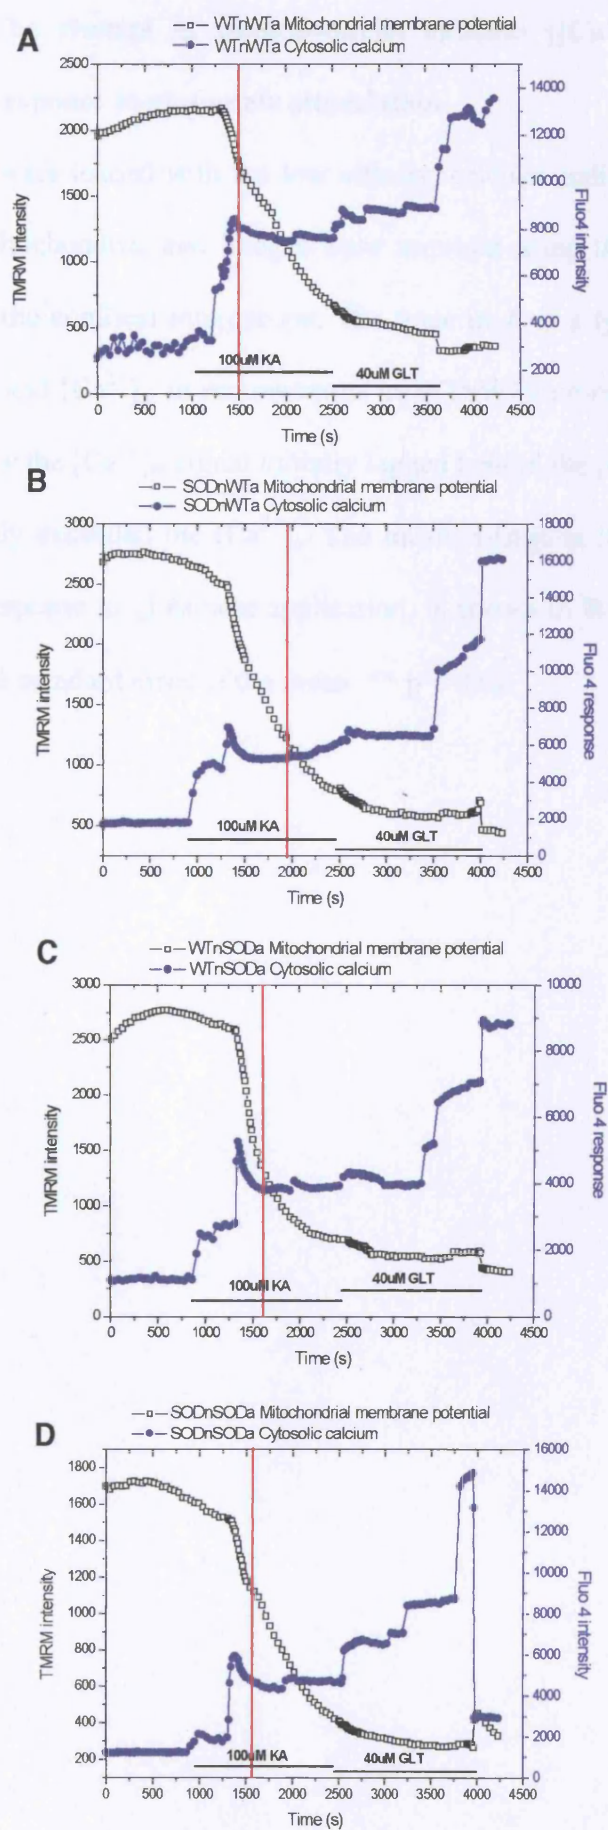 A
WTnWTa Mitochondrial membrane potential
WTnWTa Cytosolic calcium
2500
2000
1500
1000
500
0
TMRM intensity
14000
12000
10000
8000
6000
4000
2000
Fluo4 intensity
100uM KA
40uM GLT
0 500 1000 1500 2000 2500 3000 3500 4000 4500
Time (s)
B
SODnWTa Mitochondrial membrane potential
SODnWTa Cytosolic calcium
3000
2500
2000
1500
1000
500
TMRM intensity
18000
16000
14000
12000
10000
8000
6000
4000
2000
0
Fluo 4 response
100uM KA
40uM GLT
0 500 1000 1500 2000 2500 3000 3500 4000 4500
Time (s)
C
WTnSODa Mitochondrial membrane potential
WTnSODa Cytosolic calcium
3000
2500
2000
1500
1000
500
0
TMRM intensity
10000
8000
6000
4000
2000
0
Fluo 4 response
100uM KA
40uM GLT
0 500 1000 1500 2000 2500 3000 3500 4000 4500
Time (s)
D
SODnSODa Mitochondrial membrane potential
SODnSODa Cytosolic calcium
1800
1600
1400
1200
1000
800
600
400
200
TMRM intensity
16000
14000
12000
10000
8000
6000
4000
2000
0
Fluo 4 intensity
100uM KA
40uM GLT
0 500 1000 1500 2000 2500 3000 3500 4000 4500
Time (s)